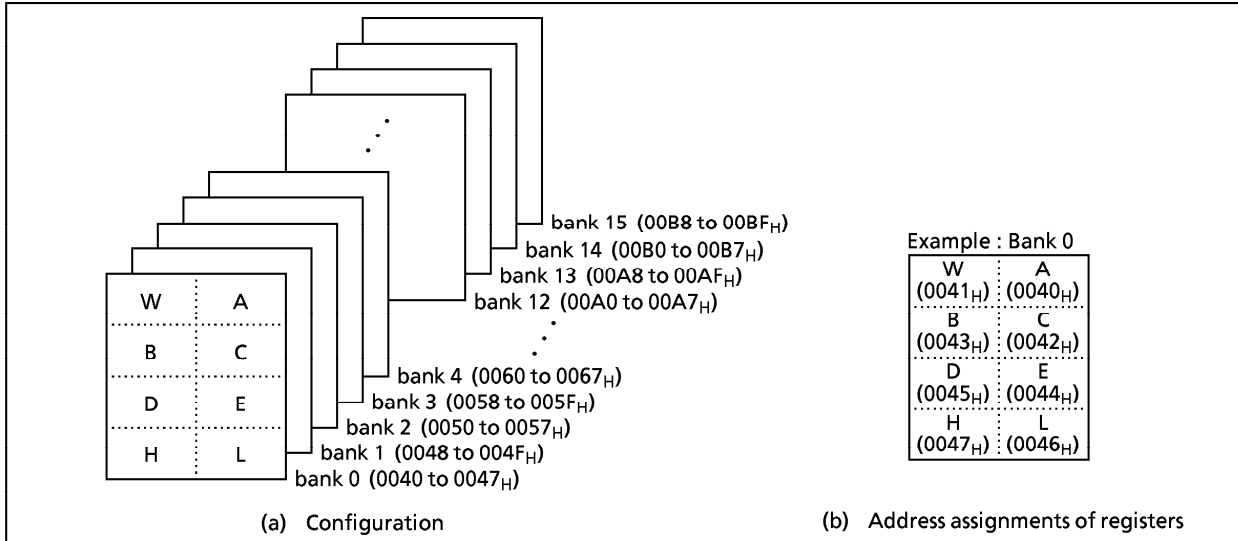 bank 15 (00B8 to 00BFH)
bank 14 (00B0 to 00B7H)
bank 13 (00A8 to 00AFH)
bank 12 (00A0 to 00A7H)
bank 4 (0060 to 0067H)
bank 3 (0058 to 005FH)
bank 2 (0050 to 0057H)
bank 1 (0048 to 004FH)
bank 0 (0040 to 0047H)
W A
B C
D E
H L
(a) Configuration
Example : Bank 0
W A
(0041H) (0040H)
B C
(0043H) (0042H)
D E
(0045H) (0044H)
H L
(0047H) (0046H)
(b) Address assignments of registers